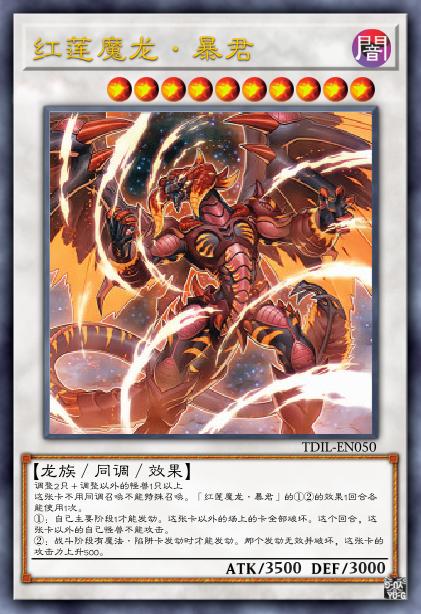 红莲魔龙·暴君
闇
TDIL-EN050
【龙族/同调/效果】
调整2只+调整以外的怪兽1只以上
这张卡不用同调召唤不能特殊召唤。「红莲魔龙·暴君」的①②的效果1回合各
能使用1次。
①：自己主要阶段1才能发动。这张卡以外的场上的卡全部破坏。这个回合，这
张卡以外的自己怪兽不能攻击。
②：战斗阶段有魔法·陷阱卡发动时才能发动。那个发动无效并破坏，这张卡的
攻击力上升500。
ATK/3500 DEF/3000